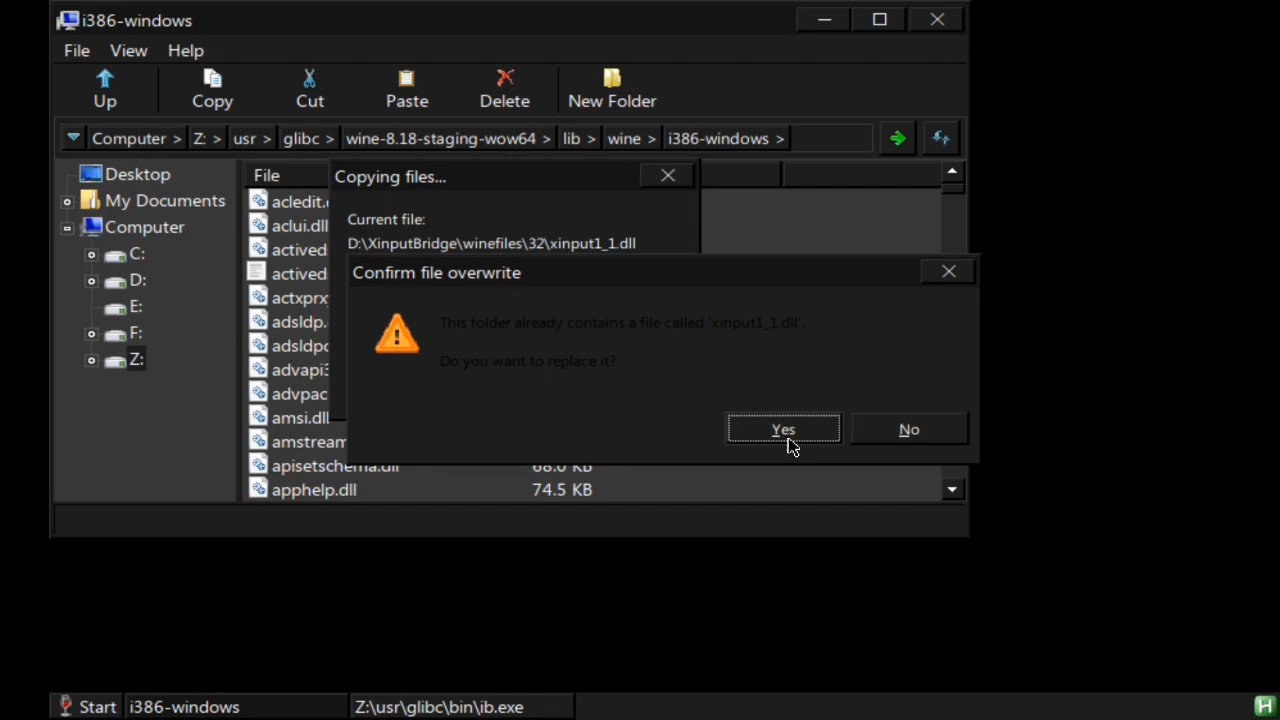 i386-windows
File View Help
Up Copy Cut Paste Delete New Folder
Computer > Z: > usr > glibc > wine-8.18-staging-wow64 > lib > wine > i386-windows >
Desktop
My Documents
Computer
C:
D:
E:
F:
Z:
File
acledit.
aclui.dll
actived
actived
actxprx
adsldp.
adsldpc
advapi3
advpac
amsi.dll
amstream
apisetschema.dll 68.0 KB
apphelp.dll 74.5 KB
Copying files...
Current file:
D:\XinputBridge\winefiles\32\xinput1_1.dll
Confirm file overwrite
This folder already contains a file called 'xinput1_1.dll'.
Do you want to replace it?
Yes No
Start i386-windows Z:\usr\glibc\bin\ib.exe
H